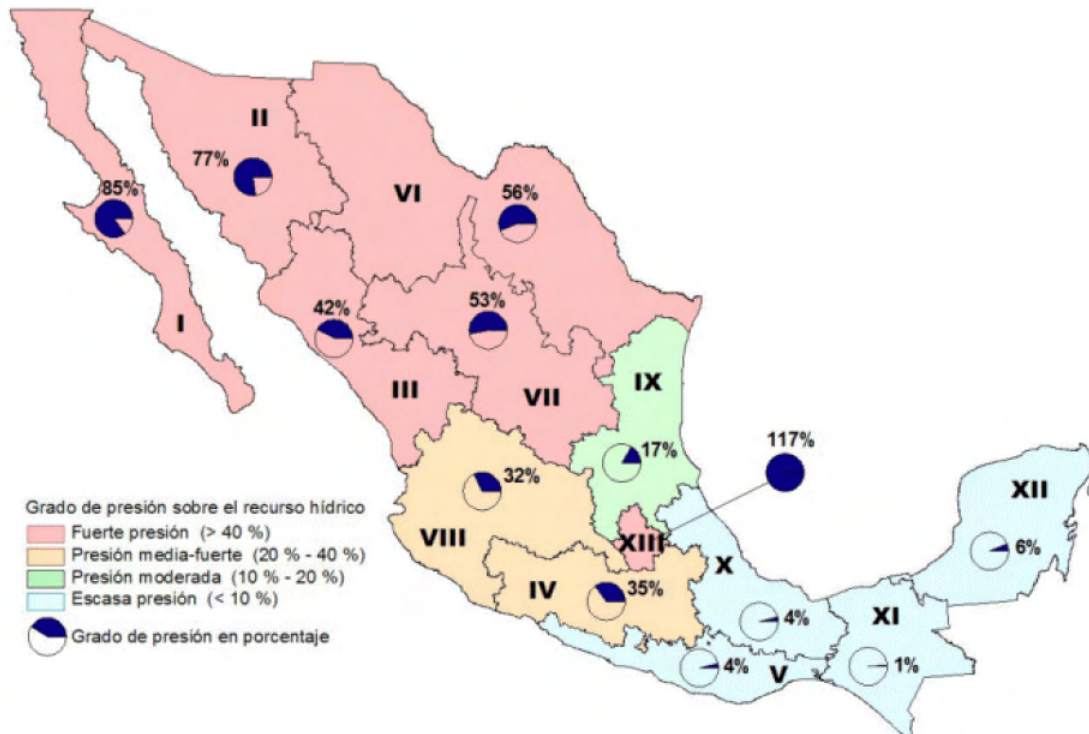 II
77%
85%
VI
56%
I
42%
53%
III
VII
IX
17%
117%
32%
VIII
XIII
XII
6%
IV
35%
X
4%
XI
1%
4%
V
Grado de presión sobre el recurso hídrico
Fuerte presión (> 40 %)
Presión media-fuerte (20 % - 40 %)
Presión moderada (10 % - 20 %)
Escasa presión (< 10 %)
Grado de presión en porcentaje